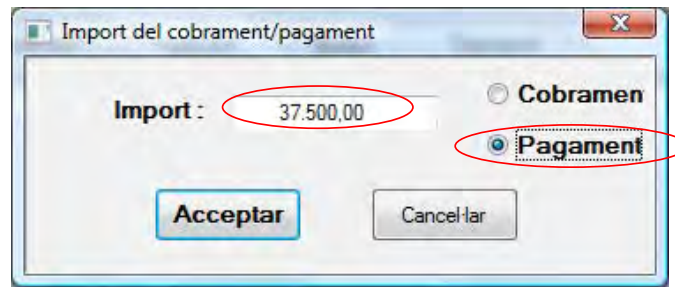 Import del cobrament/pagament
Import : 37.500,00
Cobramen
Pagament
Acceptar Cancel·lar